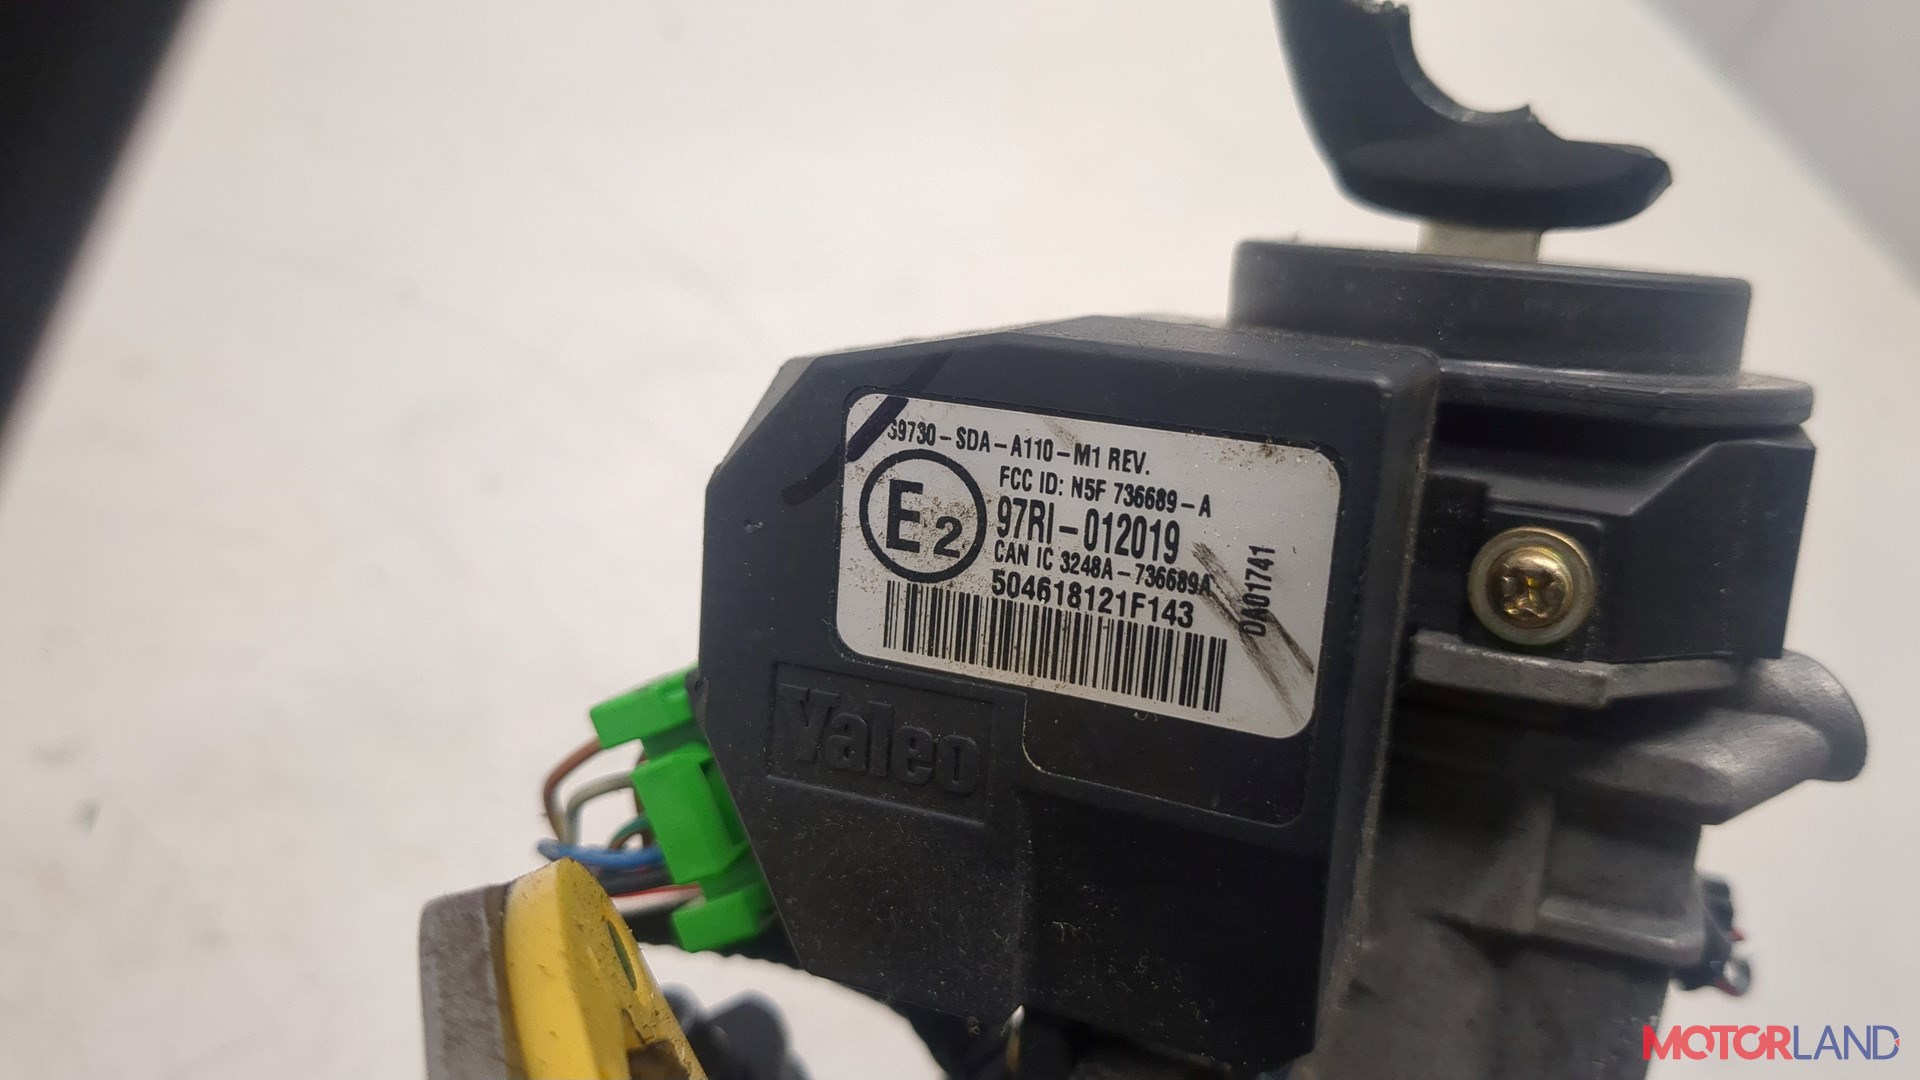 39730-SDA-A110-M1 REV.
FCC ID: N5F 736689-A
E2
97RI-012019
CAN IC 3248A-736689A
504618121F143
DA01741
Valeo
MOTORLAND